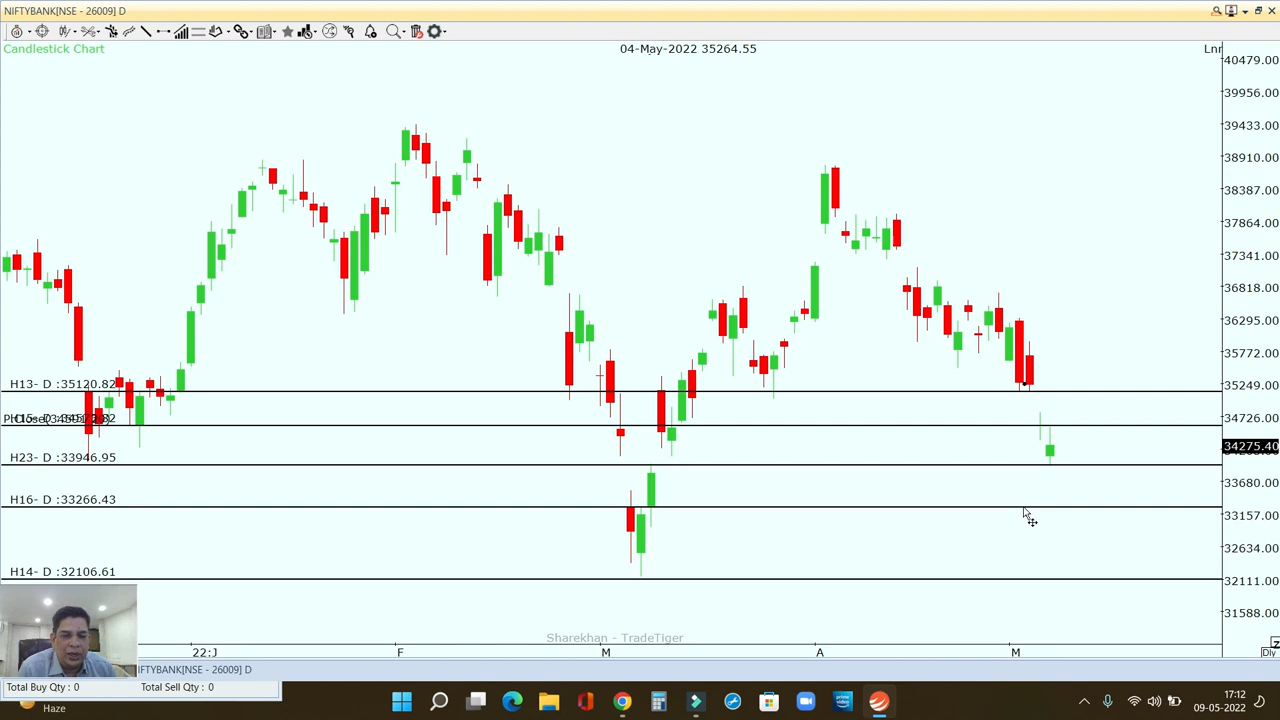 NIFTYBANK[NSE - 26009] D
Candlestick Chart
04-May-2022 35264.55
Lnr
40479.00
39956.00
39433.00
38910.00
38387.00
37864.00
37341.00
36818.00
36295.00
35772.00
35249.00
34726.00
34275.40
33680.00
33157.00
32634.00
32111.00
31588.00
H13- D :35120.82
H23- D :33946.95
H16- D :33266.43
H14- D :32106.61
Sharekhan - TradeTiger
22:J
F
M
A
M
Dly
IFTYBANK[NSE - 26009] D
Total Buy Qty : 0
Total Sell Qty : 0
Haze
prime video
17:12
09-05-2022